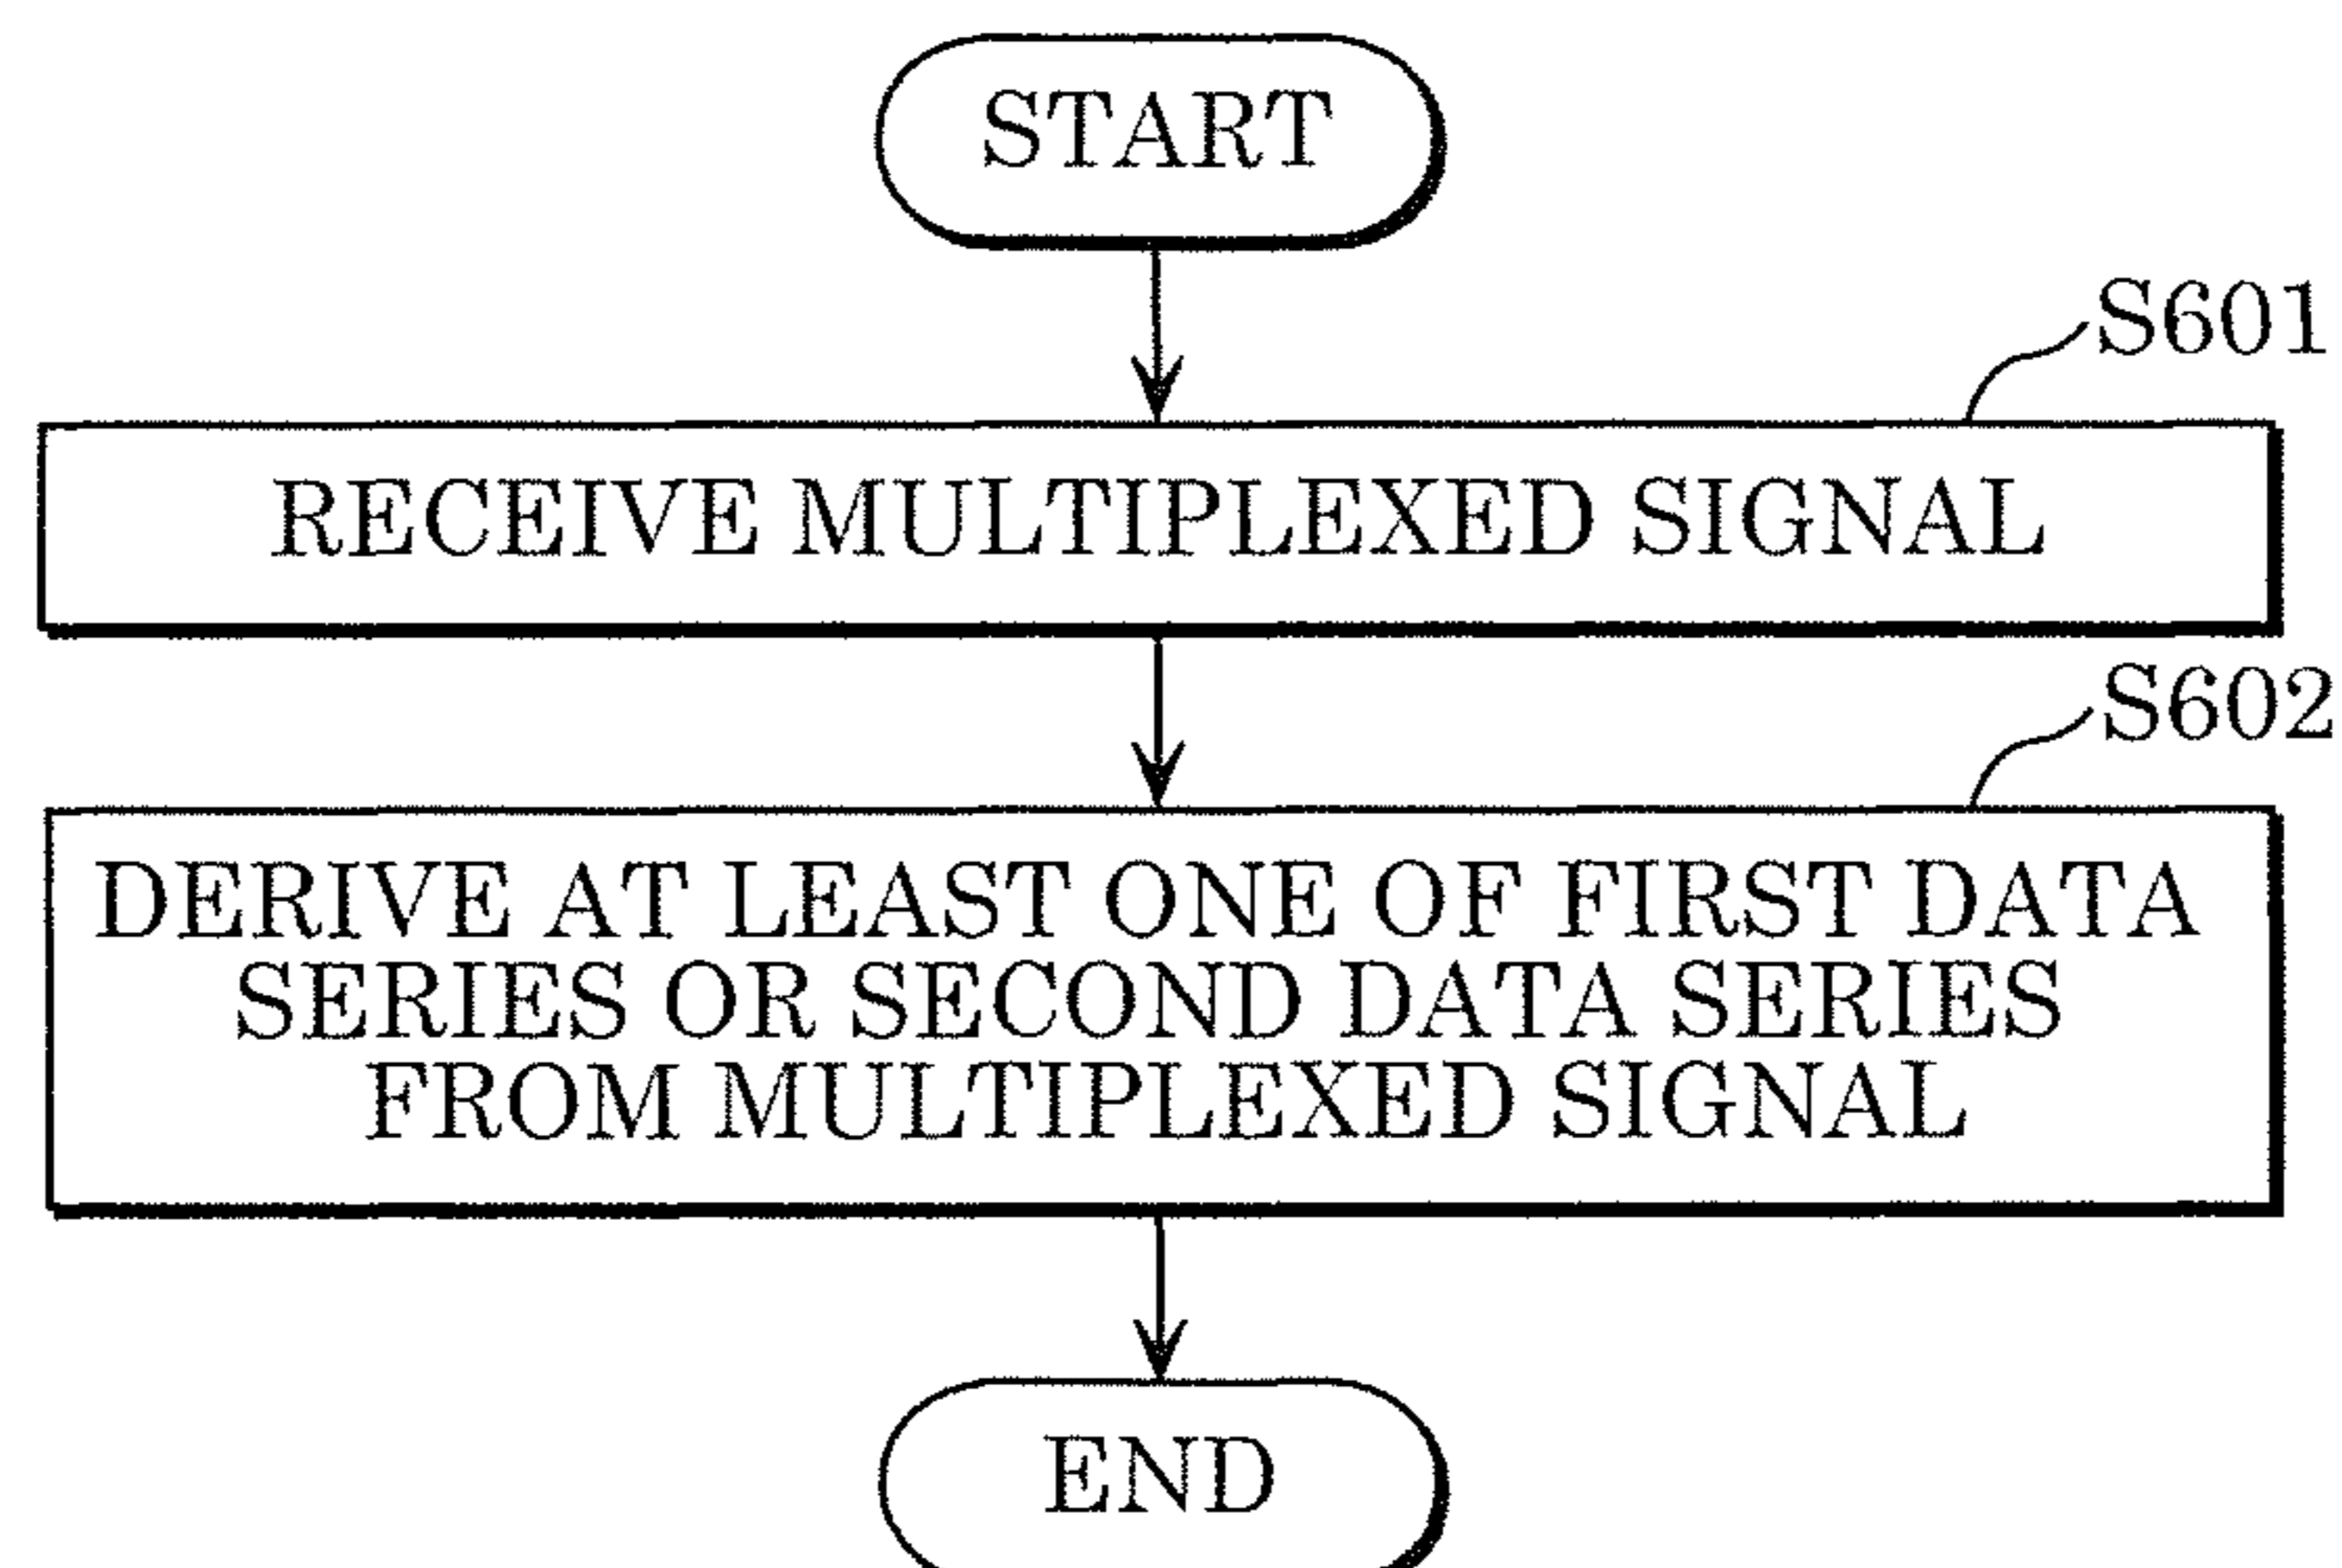 START
S601
RECEIVE MULTIPLEXED SIGNAL
S602
DERIVE AT LEAST ONE OF FIRST DATA
SERIES OR SECOND DATA SERIES
FROM MULTIPLEXED SIGNAL
END